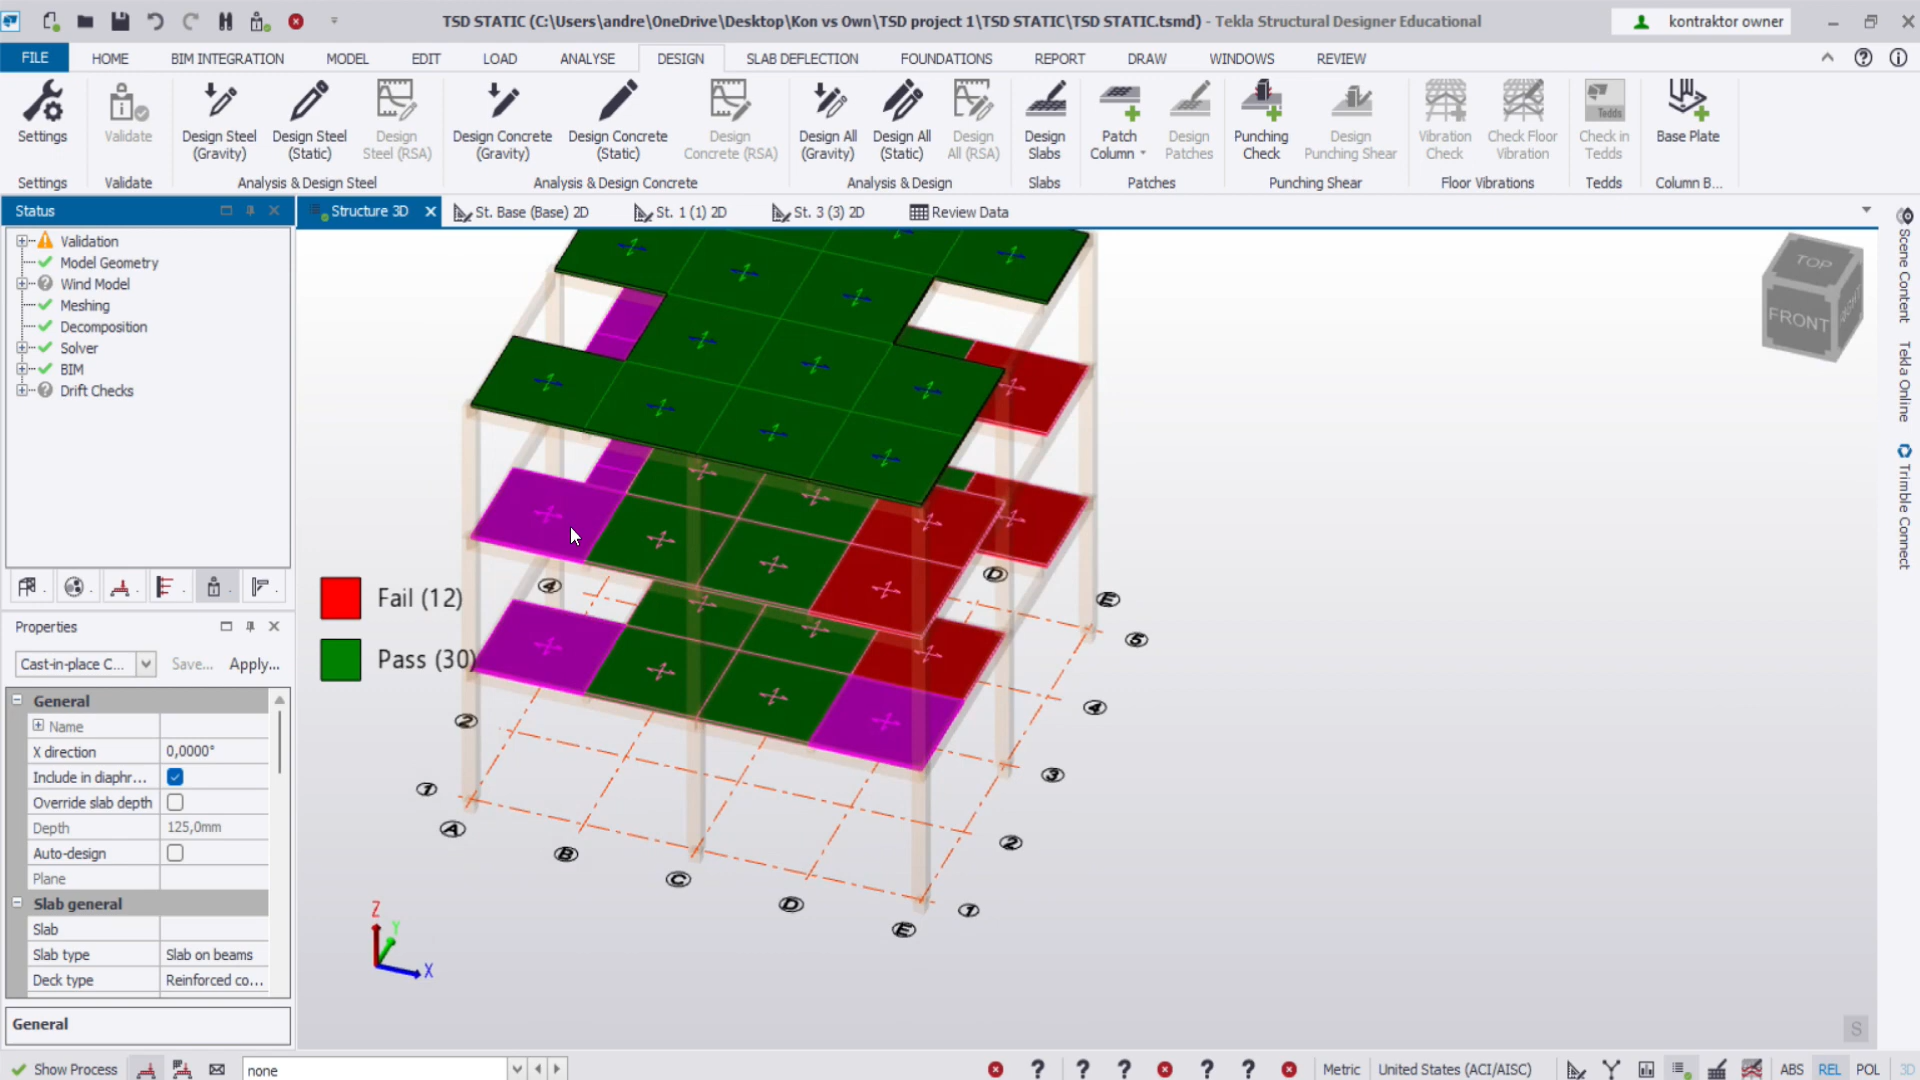 TSD STATIC (C:\Users\andre\OneDrive\Desktop\Kon vs Own\TSD project 1\TSD STATIC\TSD STATIC.tsmd) - Tekla Structural Designer Educational
kontraktor owner
FILE HOME BIM INTEGRATION MODEL EDIT LOAD ANALYSE DESIGN SLAB DEFLECTION FOUNDATIONS REPORT DRAW WINDOWS REVIEW
Settings Validate Design Steel (Gravity) Design Steel (Static) Design Steel (RSA) Design Concrete (Gravity) Design Concrete (Static) Design Concrete (RSA) Design All (Gravity) Design All (Static) Design All (RSA) Design Slabs Patch Column Design Patches Punching Check Design Punching Shear Vibration Check Check Floor Vibration Tedds Check in Tedds Base Plate
Settings Validate Analysis & Design Steel Analysis & Design Concrete Analysis & Design Slabs Patches Punching Shear Floor Vibrations Tedds Column B...
Status
Structure 3D St. Base (Base) 2D St. 1 (1) 2D St. 3 (3) 2D Review Data
Validation
Model Geometry
Wind Model
Meshing
Decomposition
Solver
BIM
Drift Checks
Properties
Cast-in-place C... Save... Apply...
General
Name
X direction 0,0000°
Include in diaphr...
Override slab depth
Depth 125,0mm
Auto-design
Plane
Slab general
Slab
Slab type Slab on beams
Deck type Reinforced co...
General
Fail (12)
Pass (30)
TOP
FRONT
RIGHT
Scene Content
Tekla Online
Trimble Connect
4
D
E
5
2
4
1
3
A
2
B
C
1
D
E
Z
Y
X
S
Show Process none Metric United States (ACI/AISC) ABS REL POL 3D